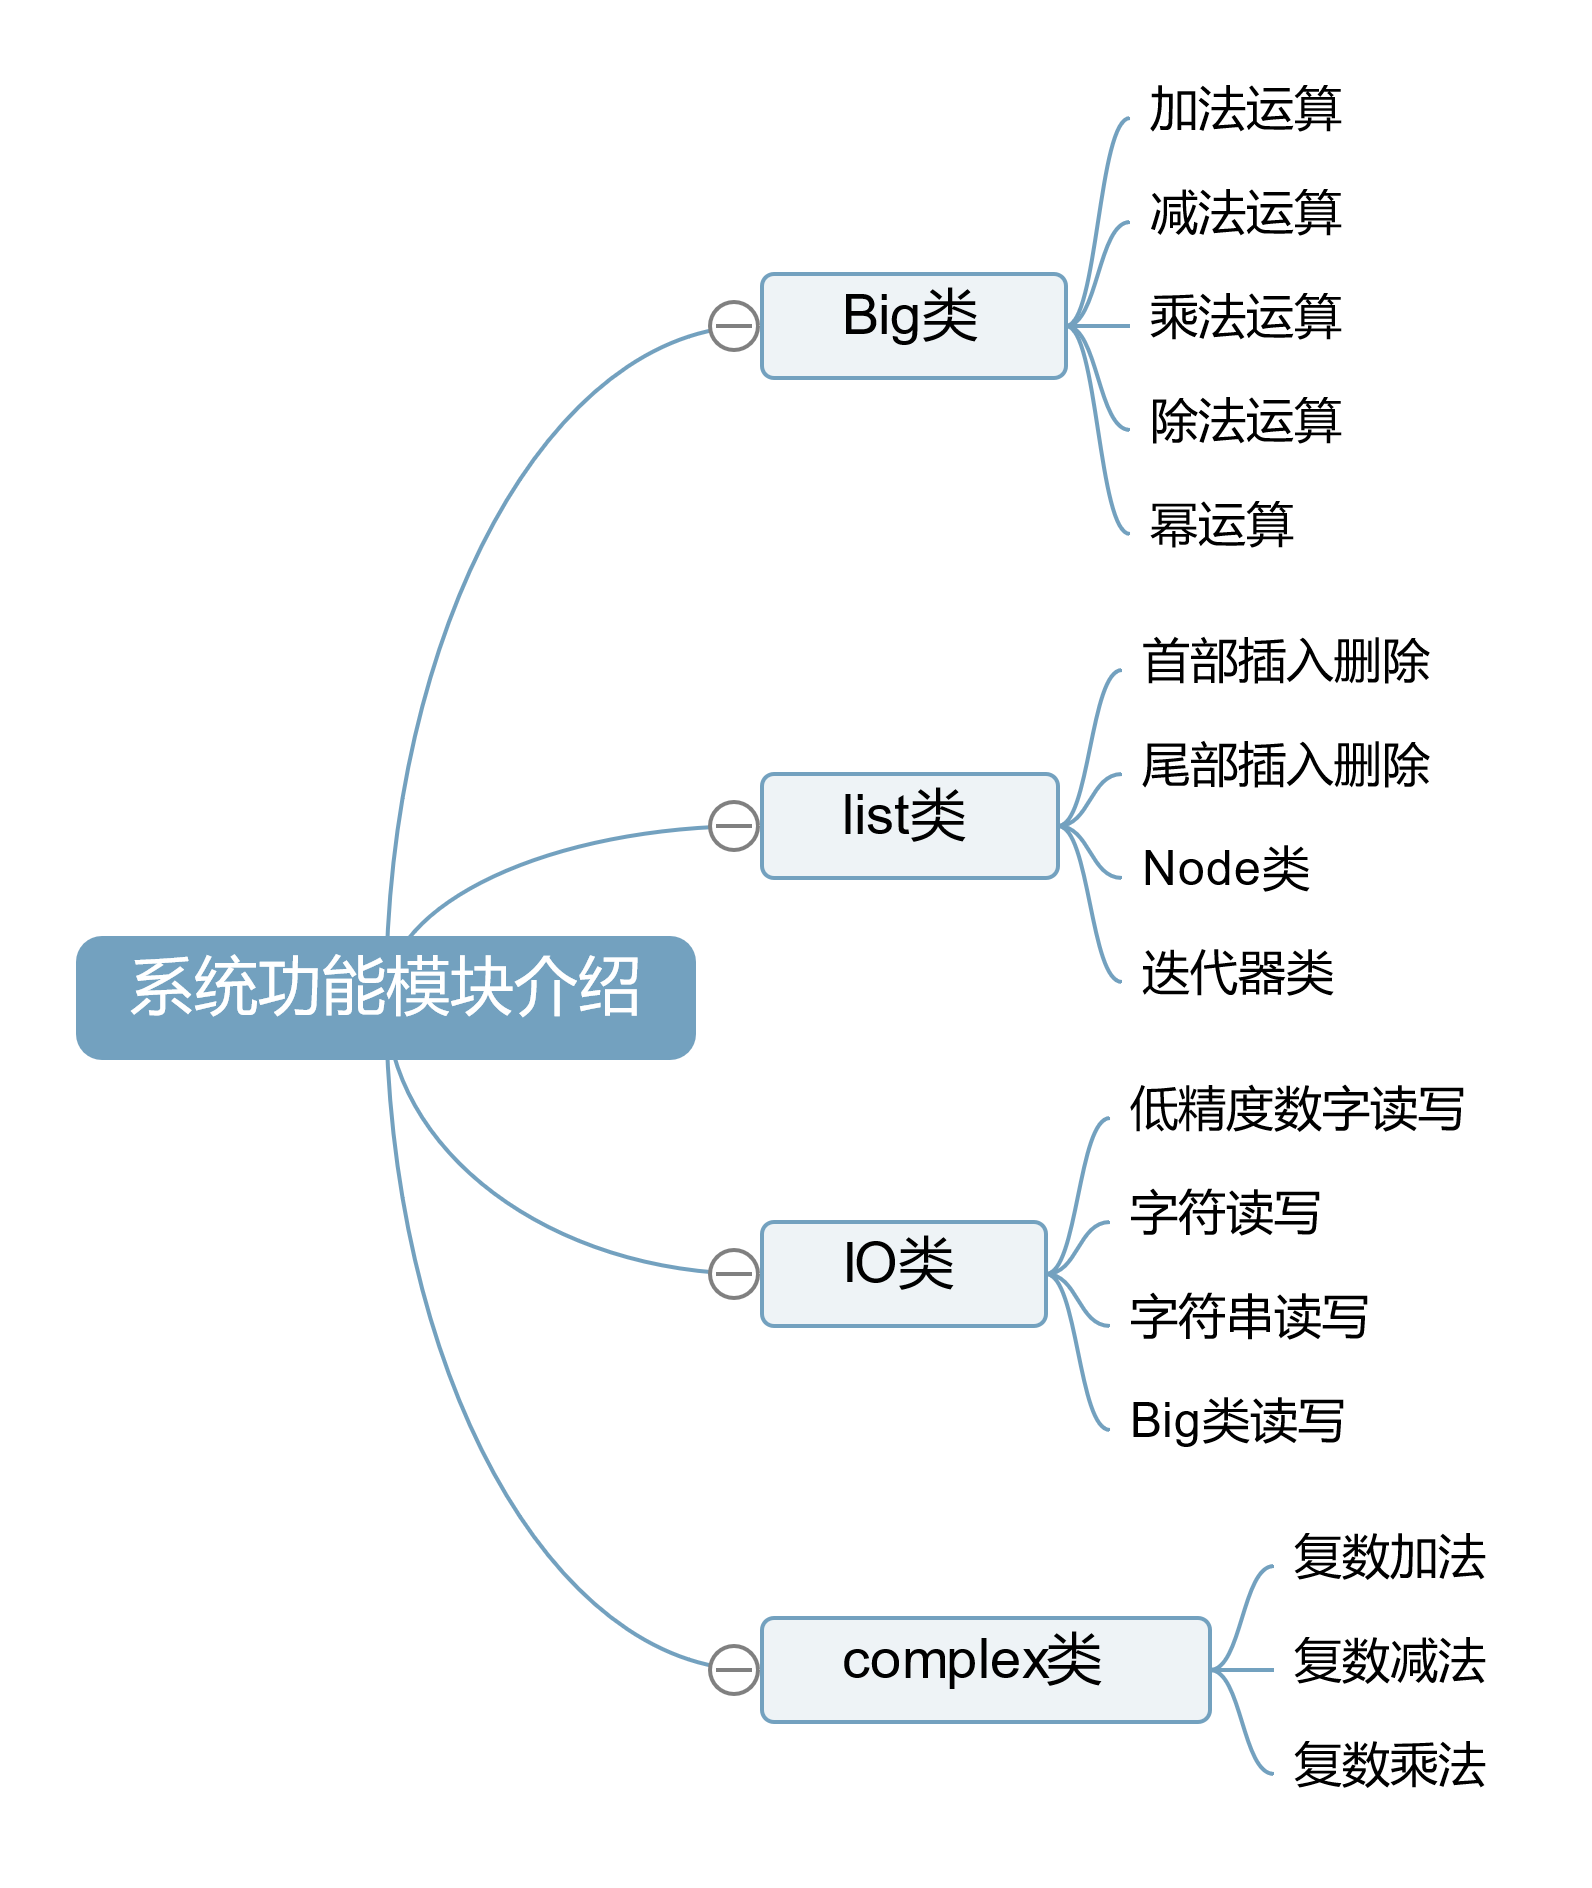 系统功能模块介绍
Big类
加法运算
减法运算
乘法运算
除法运算
幂运算
list类
首部插入删除
尾部插入删除
Node类
迭代器类
IO类
低精度数字读写
字符读写
字符串读写
Big类读写
complex类
复数加法
复数减法
复数乘法